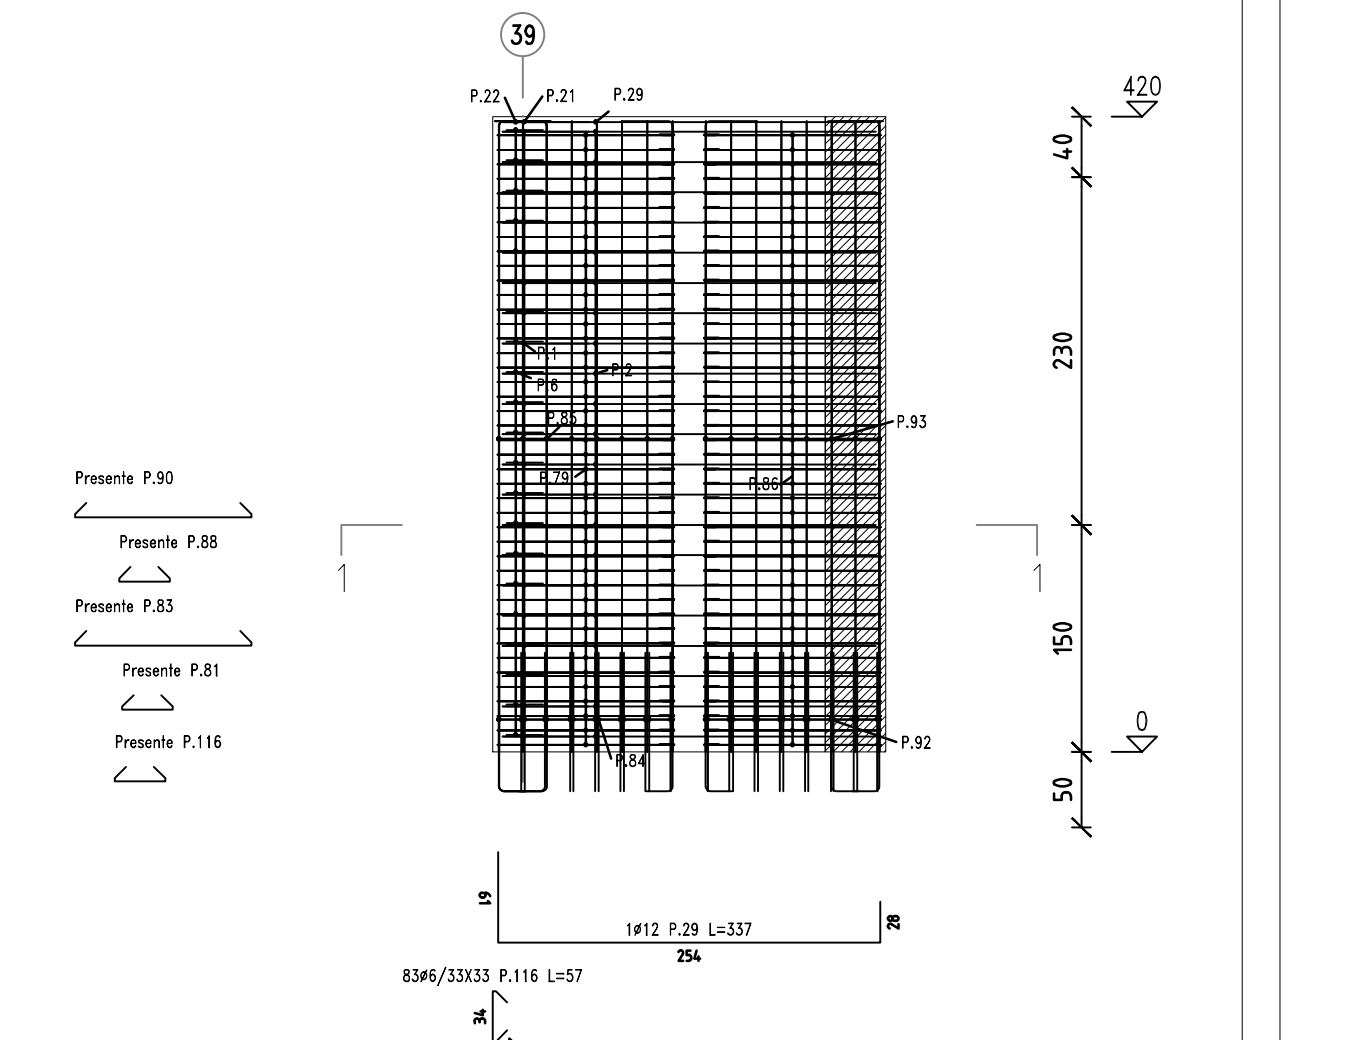 39
P.22
P.21
P.29
420
40
230
P.1
P.2
P.6
P.85
P.93
P.79
P.86
Presente P.90
Presente P.88
1
1
Presente P.83
150
Presente P.81
0
Presente P.116
P.92
P.84
50
61
28
1ø12 P.29 L=337
254
83ø6/33X33 P.116 L=57
34